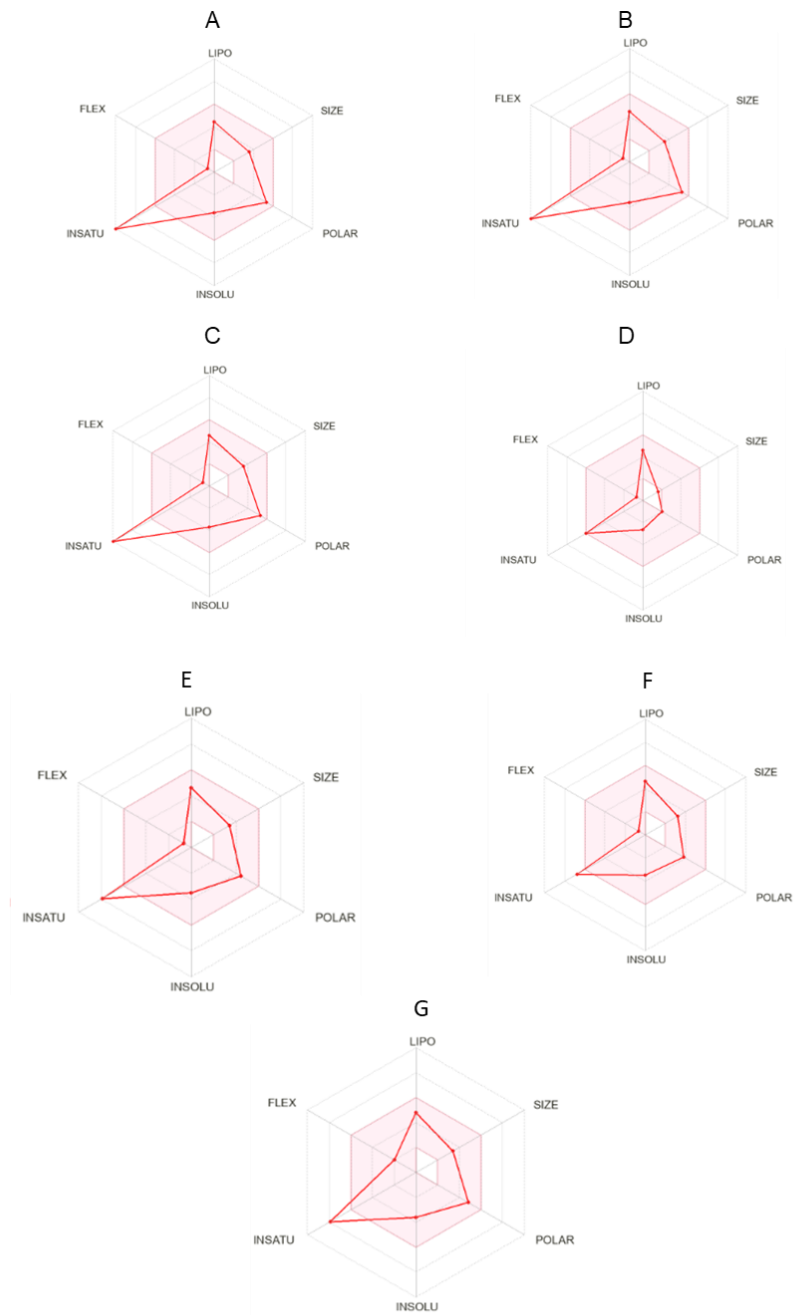 A
LIPO
FLEX
SIZE
INSATU
POLAR
INSOLU
B
LIPO
FLEX
SIZE
INSATU
POLAR
INSOLU
C
LIPO
FLEX
SIZE
INSATU
POLAR
INSOLU
D
LIPO
FLEX
SIZE
INSATU
POLAR
INSOLU
E
LIPO
FLEX
SIZE
INSATU
POLAR
INSOLU
F
LIPO
FLEX
SIZE
INSATU
POLAR
INSOLU
G
LIPO
FLEX
SIZE
INSATU
POLAR
INSOLU